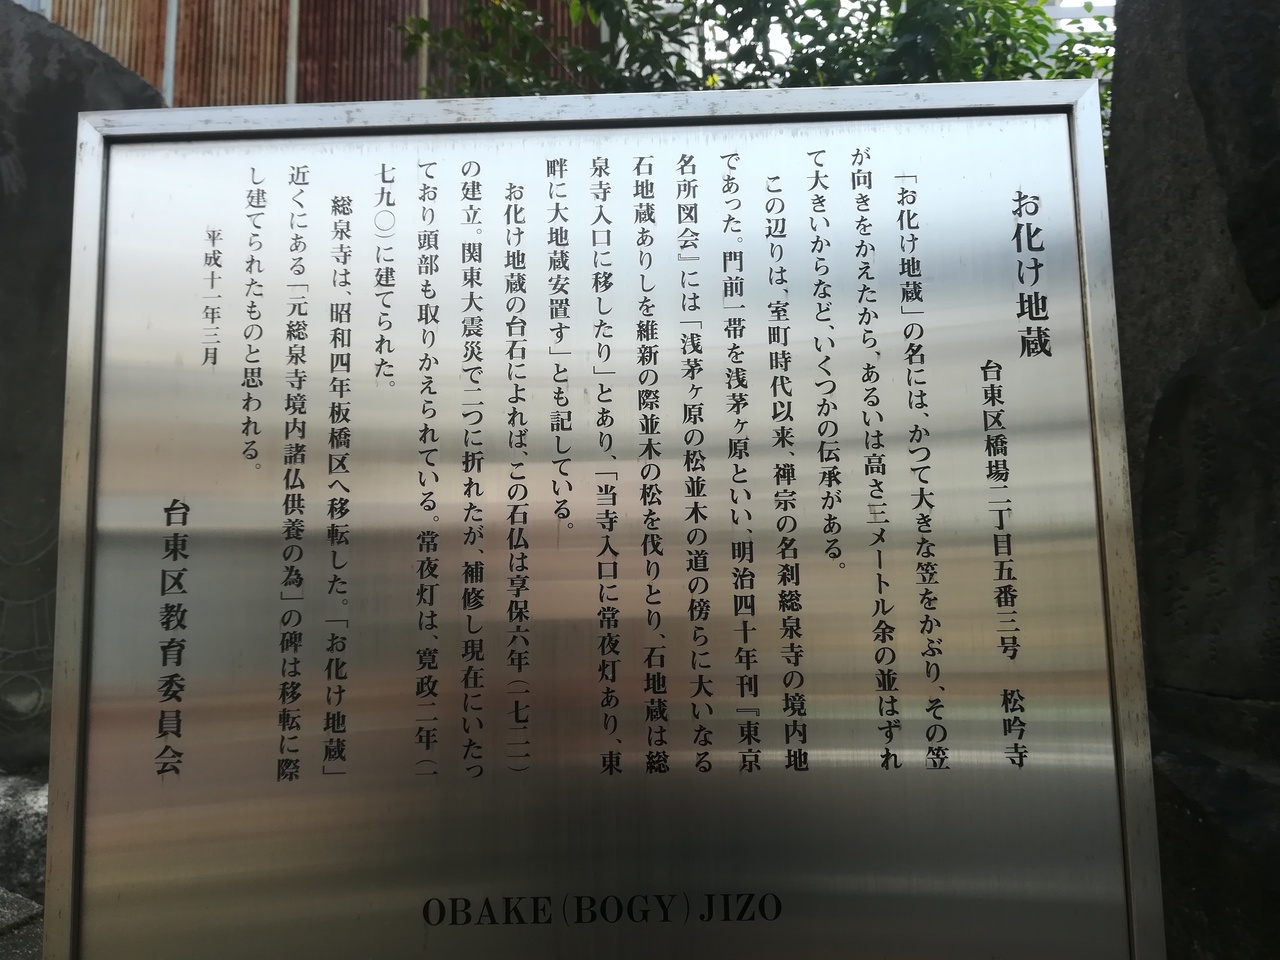 お化け地蔵
台東区橋場二丁目五番三号　松吟寺
「お化け地蔵」の名には、かつて大きな笠をかぶり、その笠
が向きをかえたから、あるいは高さ三メートル余の並はずれ
て大きいからなど、いくつかの伝承がある。
この辺りは、室町時代以来、禅宗の名刹総泉寺の境内地
であった。門前一帯を浅茅ヶ原といい、明治四十年刊『東京
名所図会』には「浅茅ヶ原の松並木の道の傍らに大いなる
石地蔵ありしを維新の際並木の松を伐りとり、石地蔵は総
泉寺入口に移したり」とあり、「当寺入口に常夜灯あり、東
畔に大地蔵安置す」とも記している。
お化け地蔵の台石によれば、この石仏は享保六年（一七二一）
の建立。関東大震災で二つに折れたが、補修し現在にいたっ
ており頭部も取りかえられている。常夜灯は、寛政二年（一
七九〇）に建てられた。
総泉寺は、昭和四年板橋区へ移転した。「お化け地蔵」
近くにある「元総泉寺境内諸仏供養の為」の碑は移転に際
し建てられたものと思われる。
平成十一年三月
台東区教育委員会
OBAKE (BOGY) JIZO